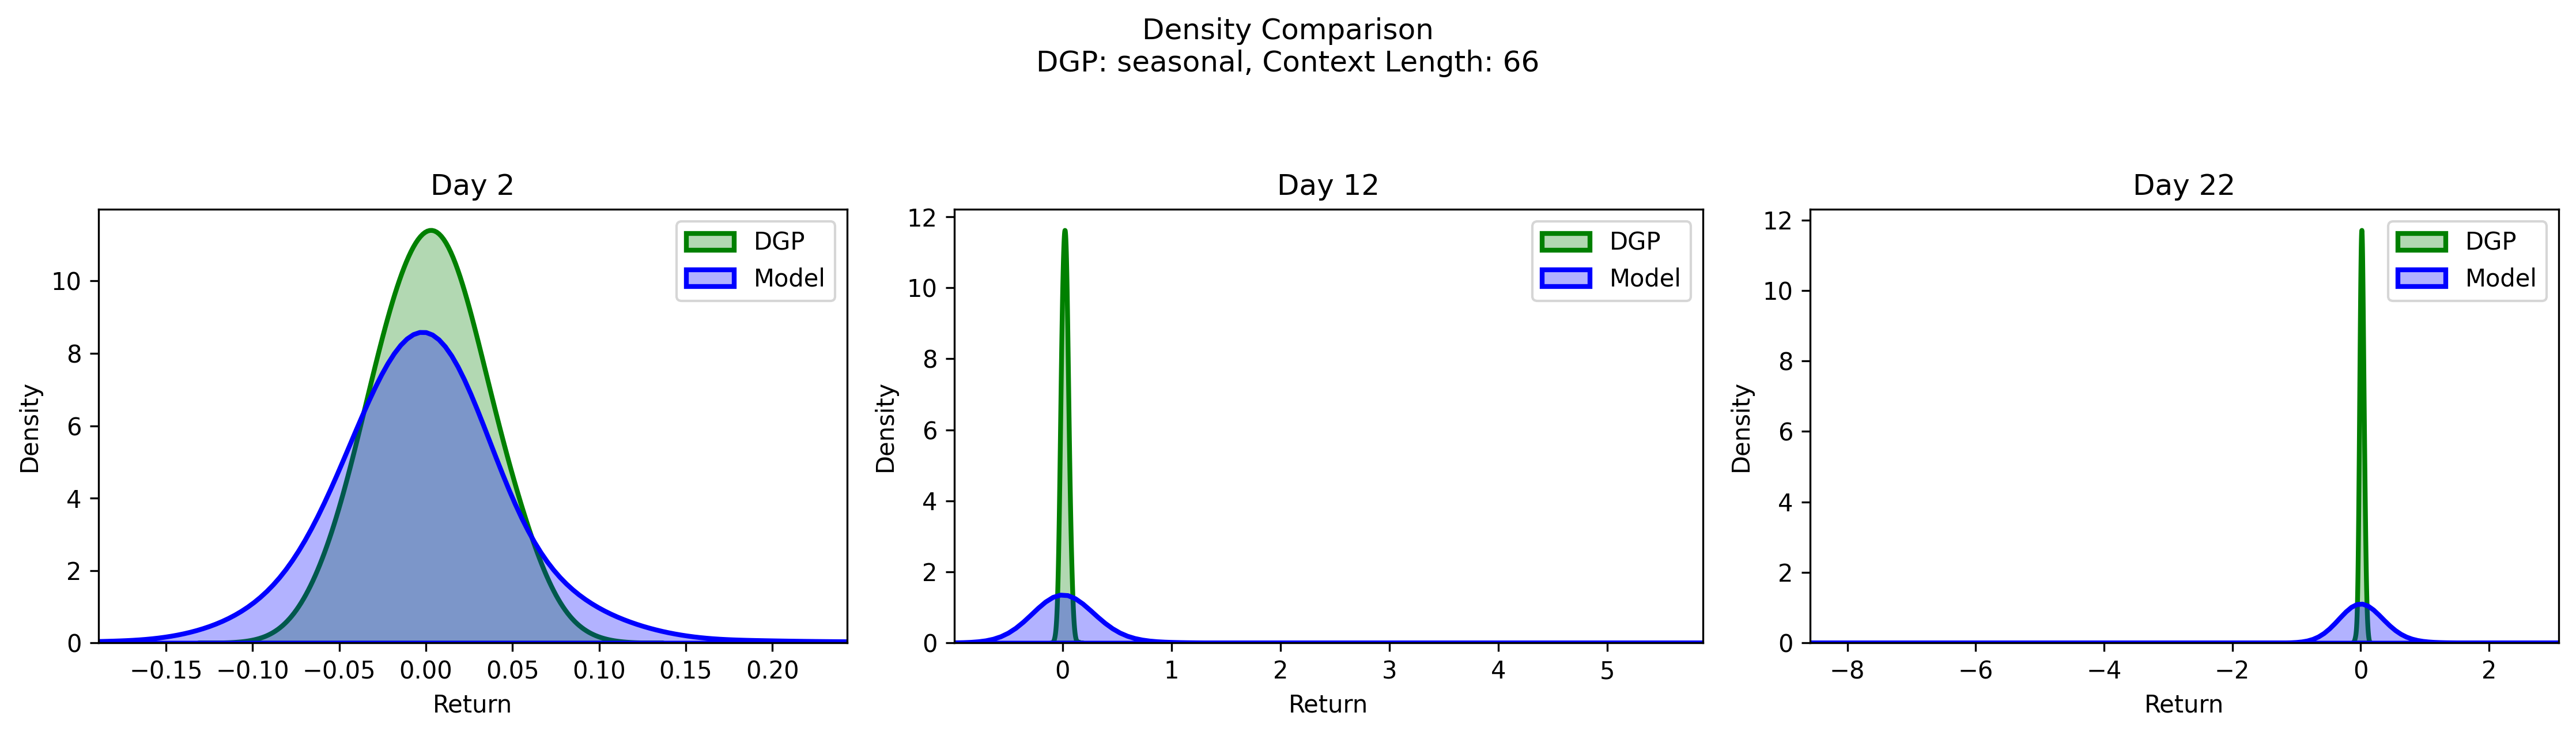 Density Comparison
DGP: seasonal, Context Length: 66
Day 2
Density
10
8
6
4
2
0
−0.15 −0.10 −0.05 0.00 0.05 0.10 0.15 0.20
Return
DGP
Model
Day 12
Density
12
10
8
6
4
2
0
0 1 2 3 4 5
Return
DGP
Model
Day 22
Density
12
10
8
6
4
2
0
−8 −6 −4 −2 0 2
Return
DGP
Model